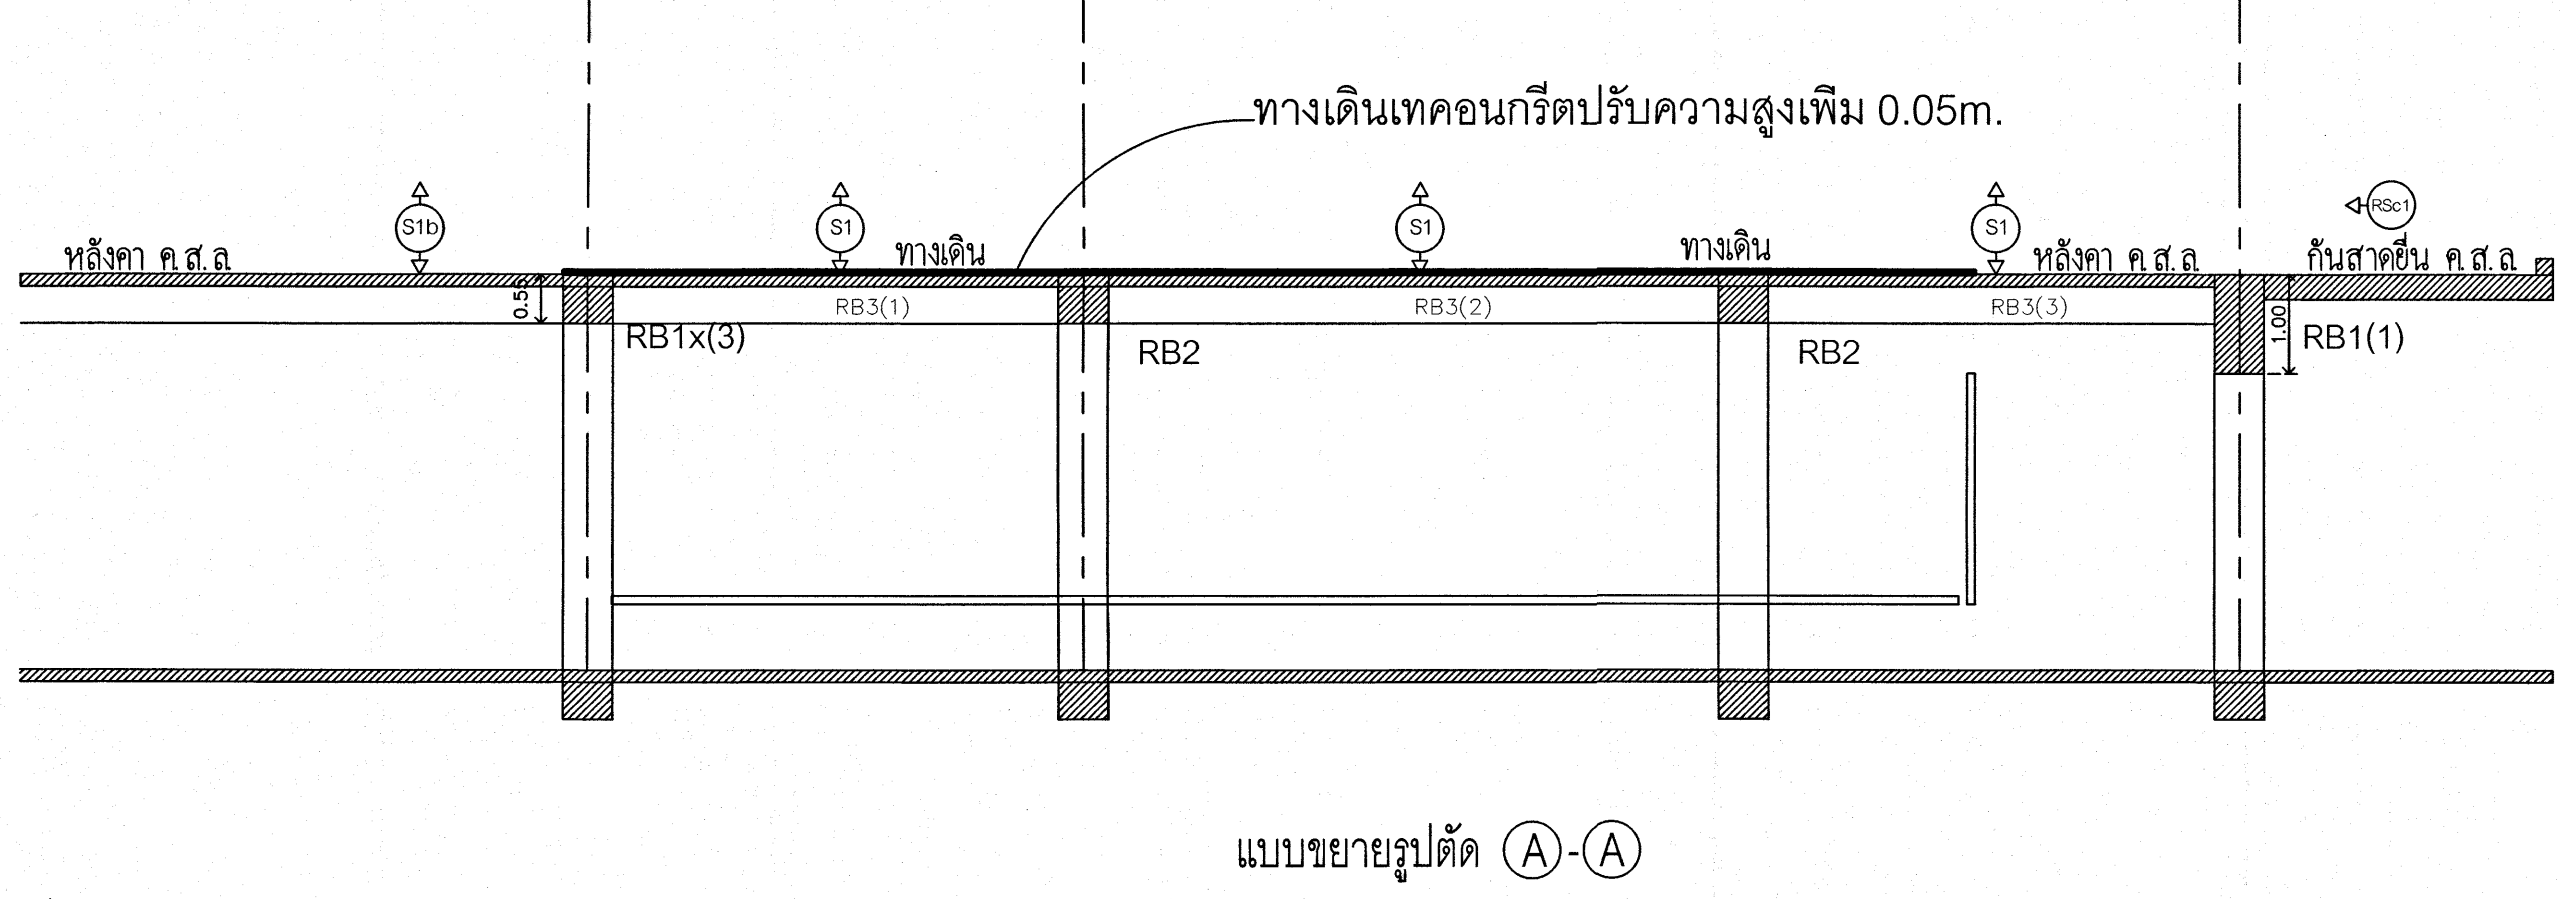 ทางเดินเทคอนกรีตปรับความสูงเพิ่ม 0.05m.
S1b
S1
S1
S1
RSc1
หลังคา ค.ส.ล
ทางเดิน
ทางเดิน
หลังคา ค.ส.ล
กันสาดยื่น ค.ส.ล
0.55
RB3(1)
RB3(2)
RB3(3)
RB1x(3)
RB2
RB2
1.00
RB1(1)
แบบขยายรูปตัด A-A